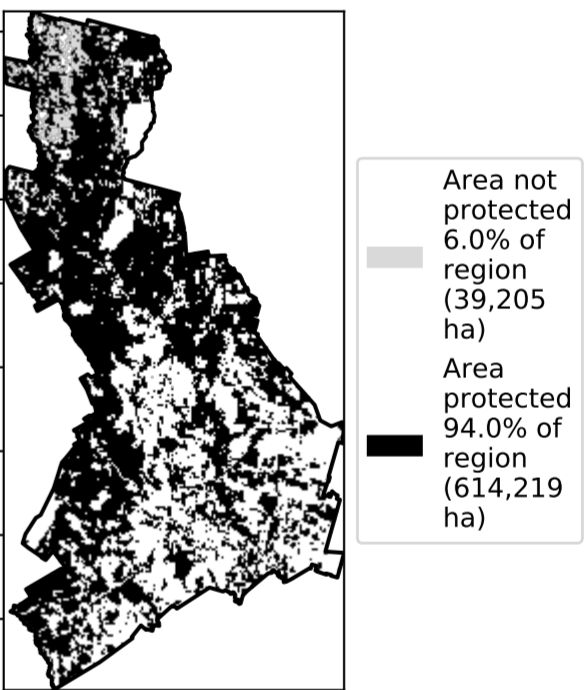 Area not
protected
6.0% of
region
(39,205
ha)
Area
protected
94.0% of
region
(614,219
ha)